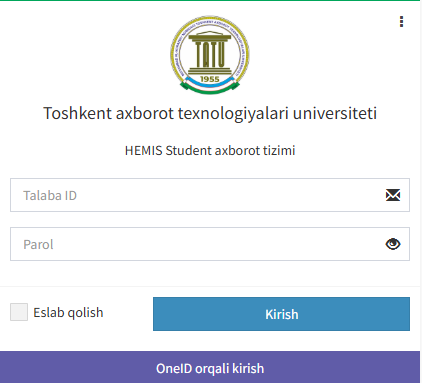 TATU
1955
Toshkent axborot texnologiyalari universiteti
HEMIS Student axborot tizimi
Talaba ID
Parol
Eslab qolish
Kirish
OneID orqali kirish